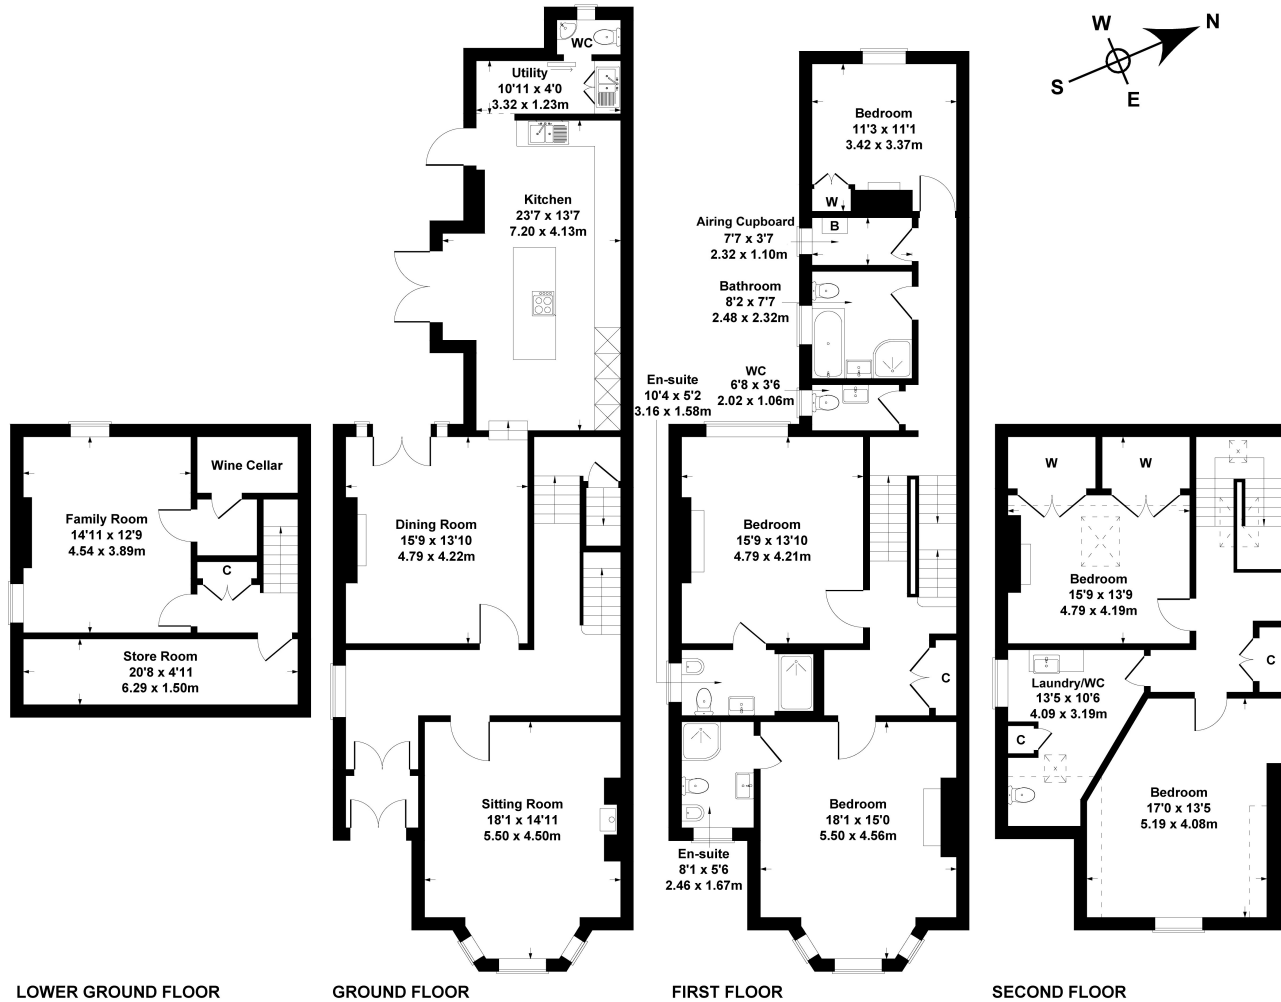 WC
Utility
10'11 x 4'0
3.32 x 1.23m
W
N
S
E
Bedroom
11'3 x 11'1
3.42 x 3.37m
W
Kitchen
23'7 x 13'7
7.20 x 4.13m
Airing Cupboard
7'7 x 3'7
2.32 x 1.10m
B
Bathroom
8'2 x 7'7
2.48 x 2.32m
WC
6'8 x 3'6
2.02 x 1.06m
En-suite
10'4 x 5'2
3.16 x 1.58m
Wine Cellar
Family Room
14'11 x 12'9
4.54 x 3.89m
C
Store Room
20'8 x 4'11
6.29 x 1.50m
Dining Room
15'9 x 13'10
4.79 x 4.22m
Sitting Room
18'1 x 14'11
5.50 x 4.50m
Bedroom
15'9 x 13'10
4.79 x 4.21m
C
Bedroom
18'1 x 15'0
5.50 x 4.56m
En-suite
8'1 x 5'6
2.46 x 1.67m
W
W
x
x
x
Bedroom
15'9 x 13'9
4.79 x 4.19m
C
Laundry/WC
13'5 x 10'6
4.09 x 3.19m
C
x
Bedroom
17'0 x 13'5
5.19 x 4.08m
LOWER GROUND FLOOR
GROUND FLOOR
FIRST FLOOR
SECOND FLOOR